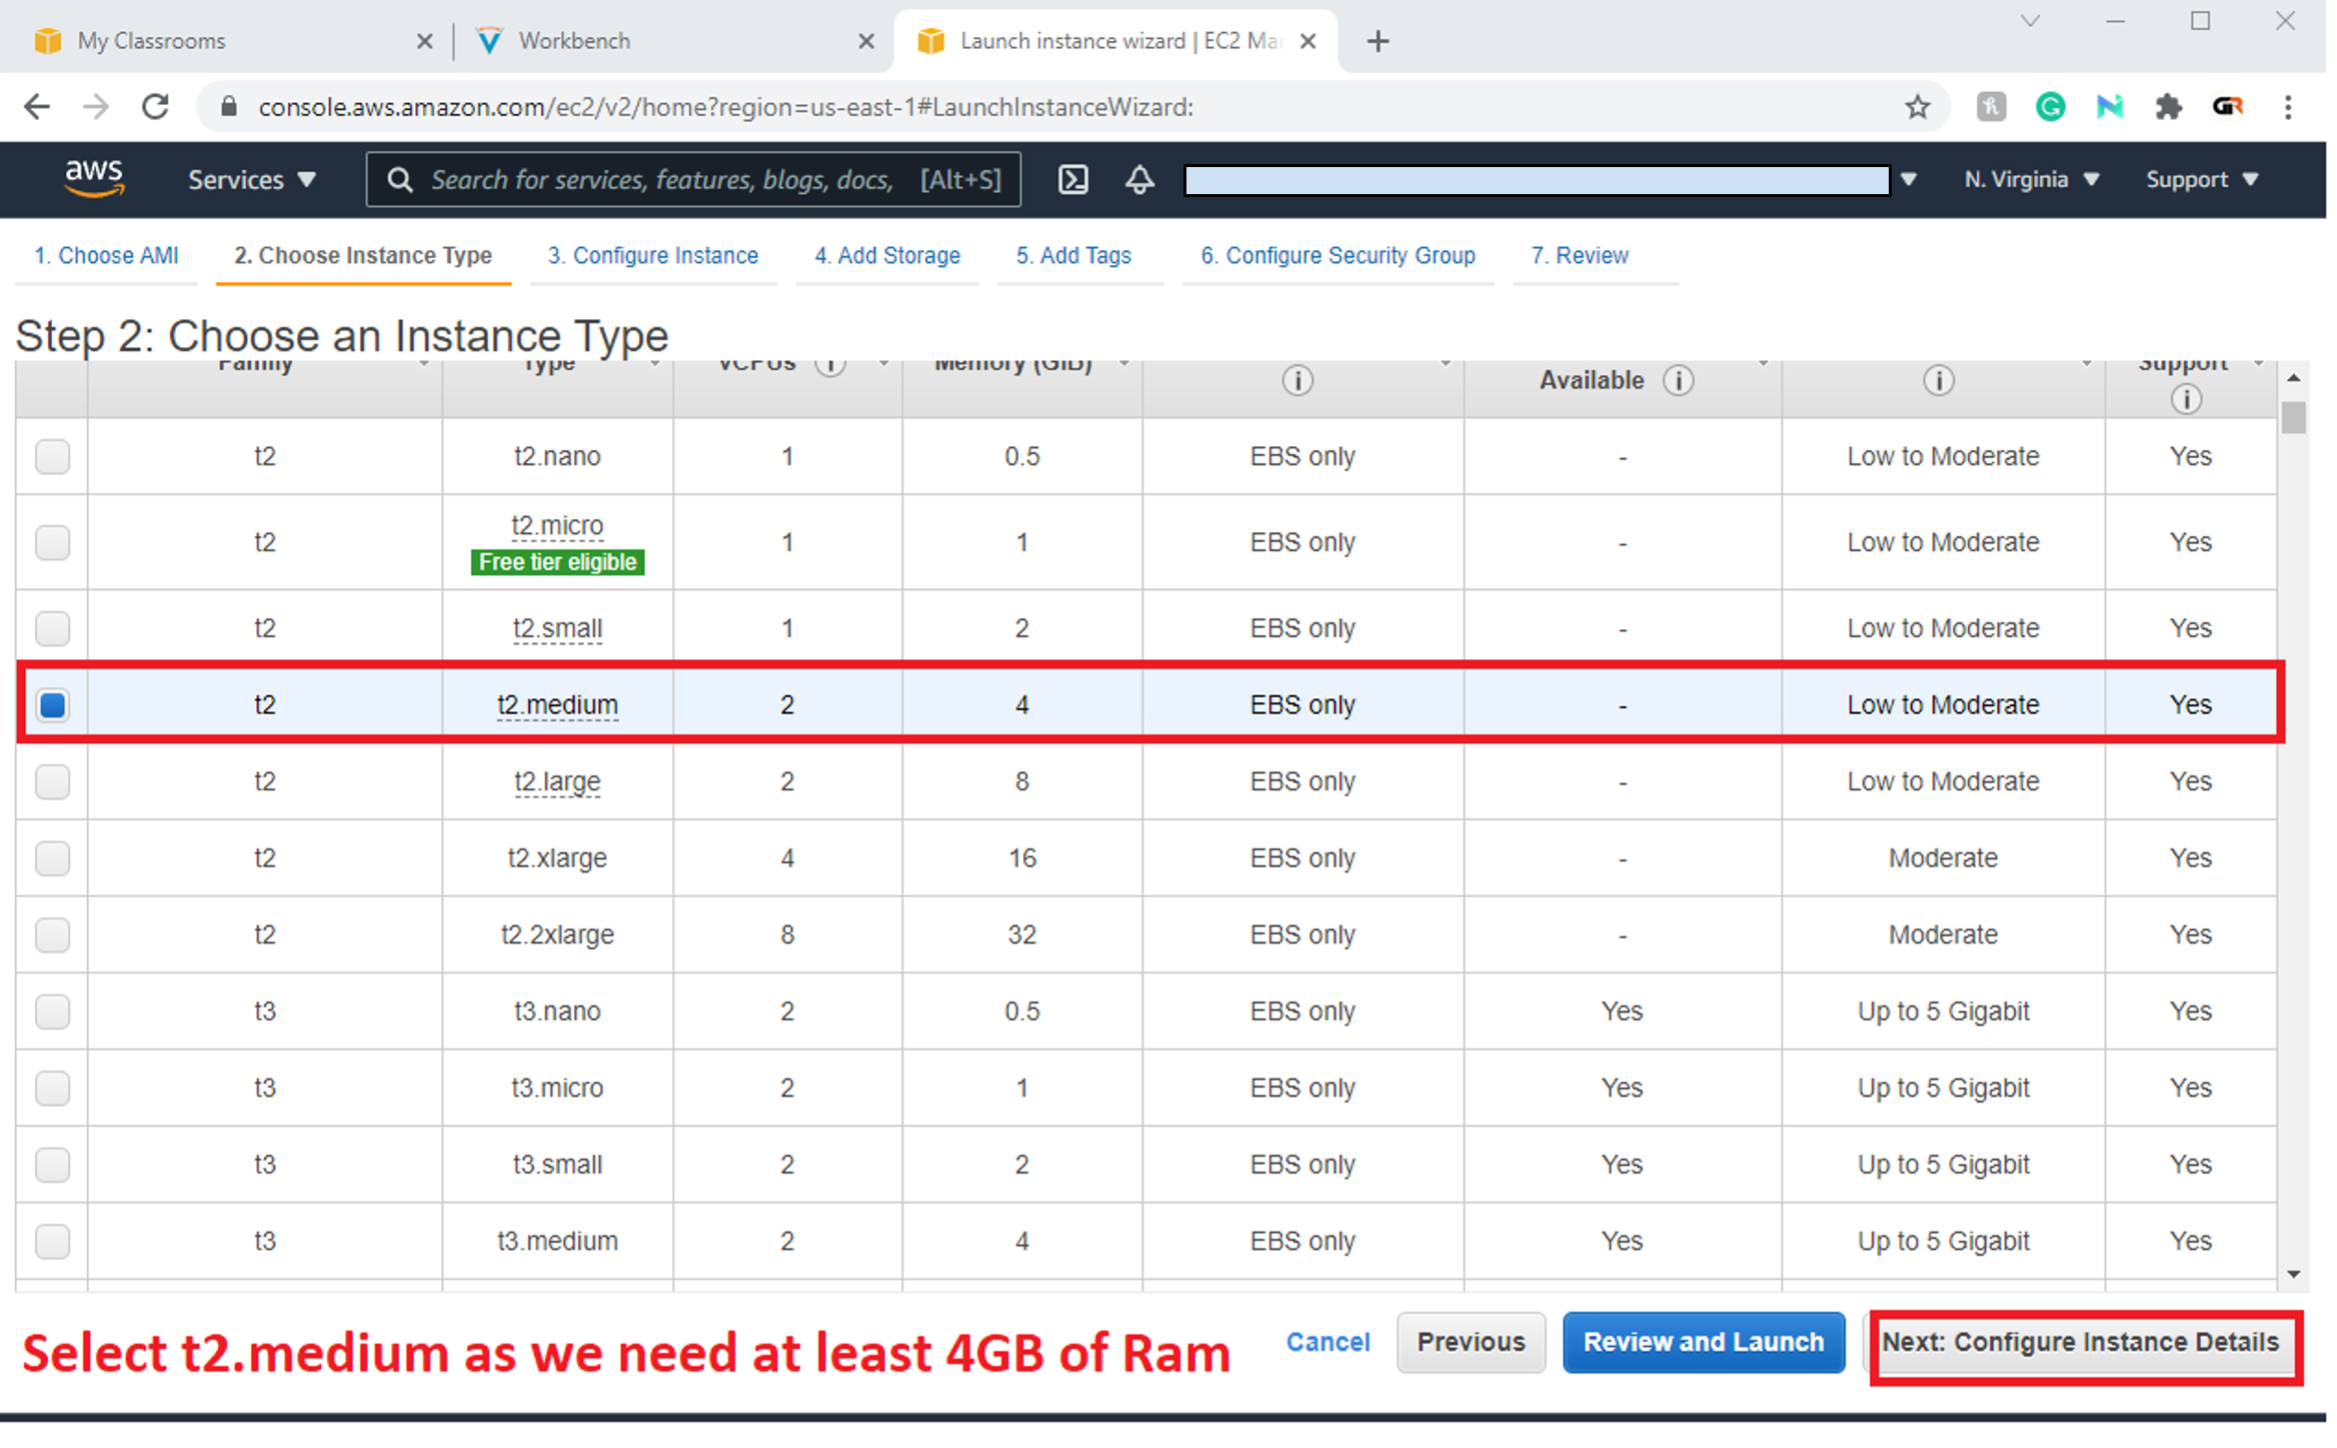 My Classrooms
Workbench
Launch instance wizard | EC2 Ma
console.aws.amazon.com/ec2/v2/home?region=us-east-1#LaunchInstanceWizard:
aws Services Search for services, features, blogs, docs, [Alt+S] N. Virginia Support
1. Choose AMI 2. Choose Instance Type 3. Configure Instance 4. Add Storage 5. Add Tags 6. Configure Security Group 7. Review
Step 2: Choose an Instance Type
Family Type vCPUs Memory (GiB) Available Support
t2 t2.nano 1 0.5 EBS only - Low to Moderate Yes
t2 t2.micro Free tier eligible 1 1 EBS only - Low to Moderate Yes
t2 t2.small 1 2 EBS only - Low to Moderate Yes
t2 t2.medium 2 4 EBS only - Low to Moderate Yes
t2 t2.large 2 8 EBS only - Low to Moderate Yes
t2 t2.xlarge 4 16 EBS only - Moderate Yes
t2 t2.2xlarge 8 32 EBS only - Moderate Yes
t3 t3.nano 2 0.5 EBS only Yes Up to 5 Gigabit Yes
t3 t3.micro 2 1 EBS only Yes Up to 5 Gigabit Yes
t3 t3.small 2 2 EBS only Yes Up to 5 Gigabit Yes
t3 t3.medium 2 4 EBS only Yes Up to 5 Gigabit Yes
Select t2.medium as we need at least 4GB of Ram
Cancel Previous Review and Launch Next: Configure Instance Details